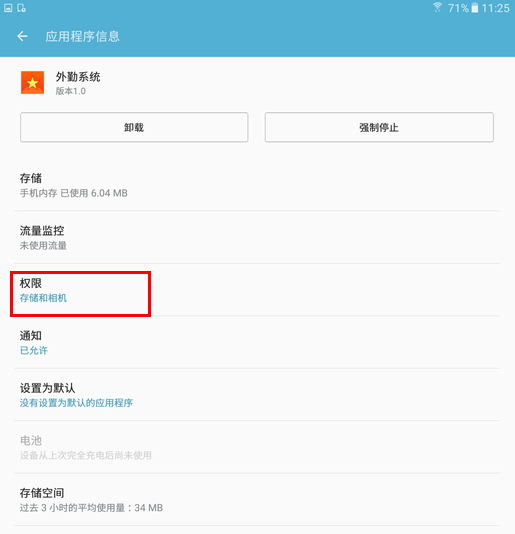 71% 11:25
应用程序信息
外勤系统
版本1.0
卸载
强制停止
存储
手机内存 已使用 6.04 MB
流量监控
未使用流量
权限
存储和相机
通知
已允许
设置为默认
没有设置为默认的应用程序
电池
设备从上次完全充电后尚未使用
存储空间
过去 3 小时的平均使用量：34 MB